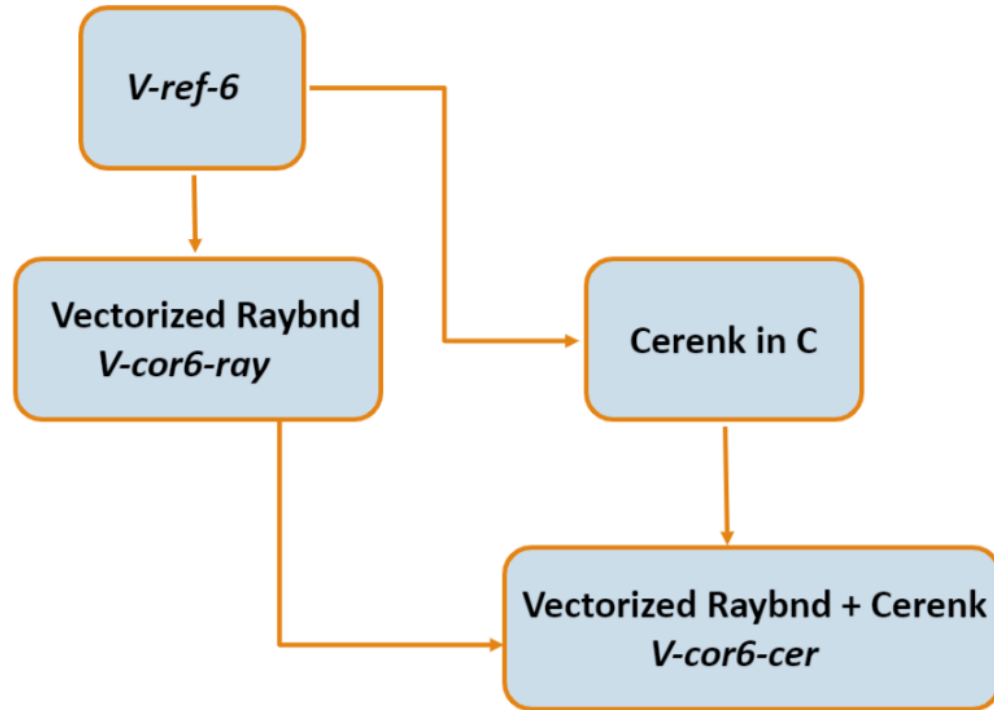 V-ref-6
Vectorized Raybnd
V-cor6-ray
Cerenk in C
Vectorized Raybnd + Cerenk
V-cor6-cer